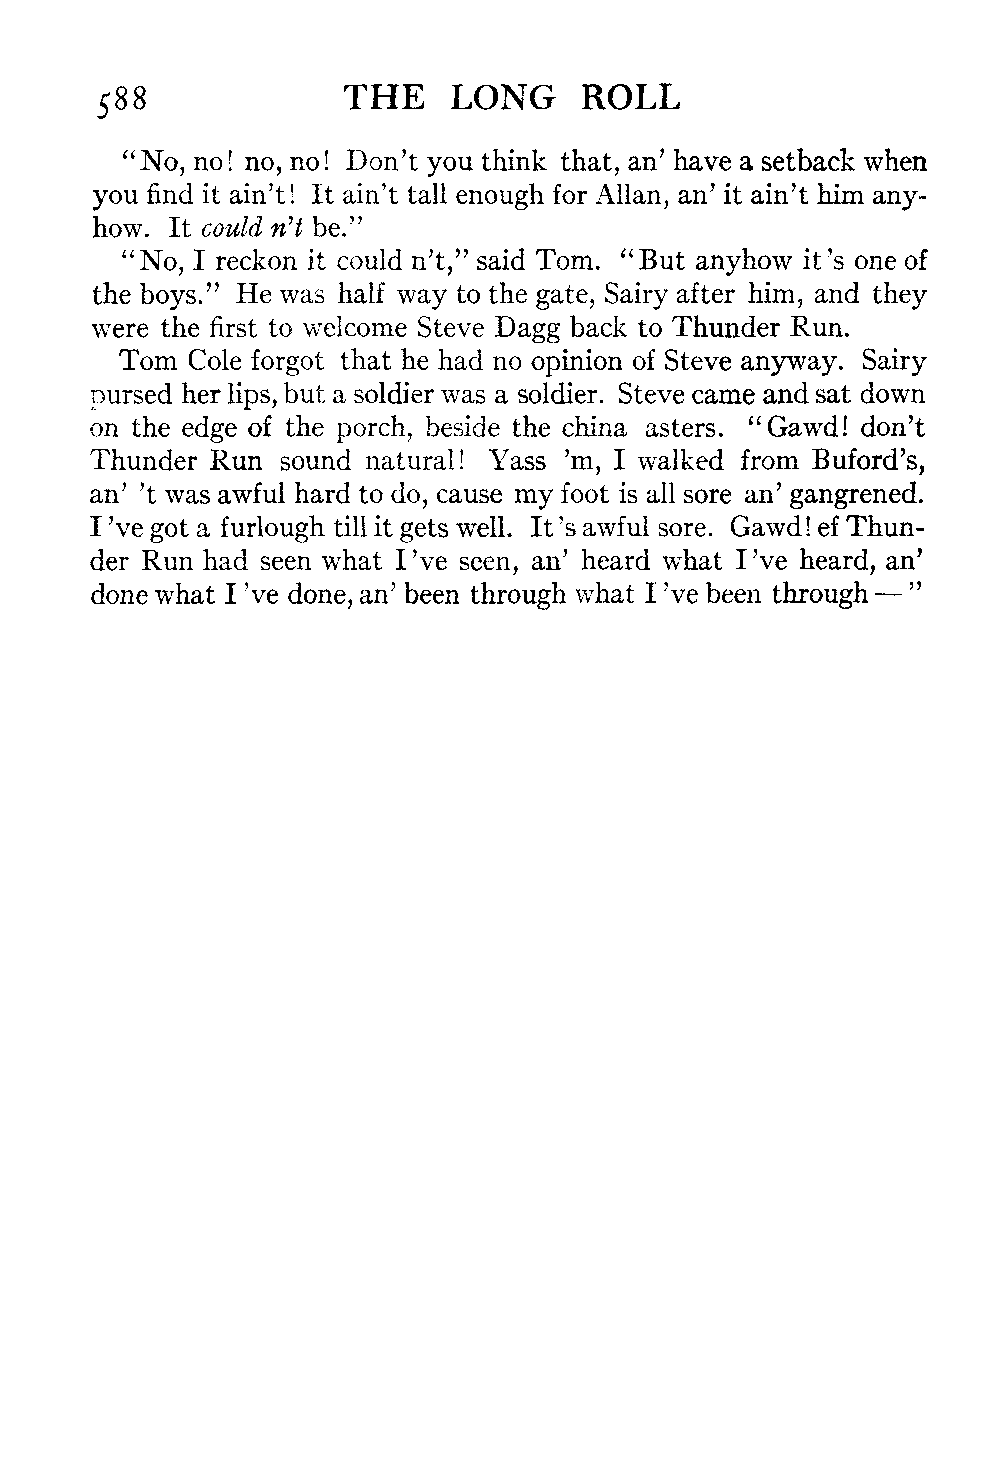 588 THE LONG ROLL
"No, no! no, no! Don't you think that, an' have a setback when
you find it ain't! It ain't tall enough for Allan, an' it ain't him any-
how. It could n't be."
"No, I reckon it could n't," said Tom. "But anyhow it 's one of
the boys." He was half way to the gate, Sairy after him, and they
were the first to welcome Steve Dagg back to Thunder Run.
Tom Cole forgot that he had no opinion of Steve anyway. Sairy
pursed her lips, but a soldier was a soldier. Steve came and sat down
on the edge of the porch, beside the china asters. "Gawd! don't
Thunder Run sound natural! Yass 'm, I walked from Buford's,
an' 't was awful hard to do, cause my foot is all sore an' gangrened.
I 've got a furlough till it gets well. It 's awful sore. Gawd! ef Thun-
der Run had seen what I 've seen, an' heard what I 've heard, an'
done what I 've done, an' been through what I 've been through — "